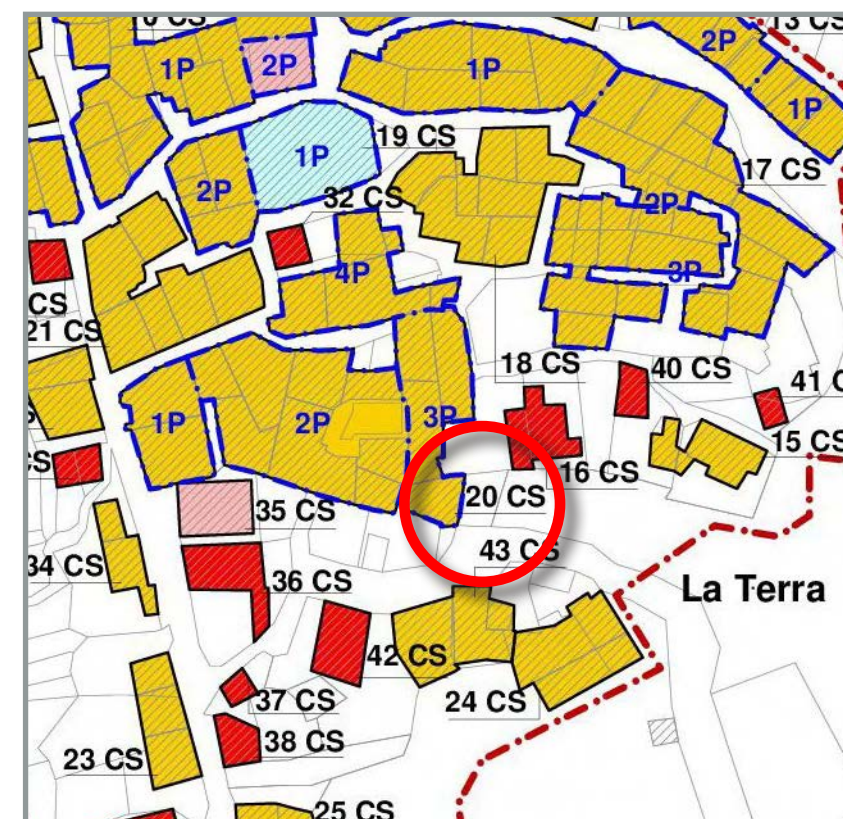 13 CS
2P
1P
2P
1P
1P
19 CS
1P
17 CS
2P
32 CS
2P
4P
3P
CS
21 CS
18 CS
40 CS
41 C
1P
2P
3P
15 CS
CS
16 CS
20 CS
35 CS
43 CS
34 CS
36 CS
La Terra
42 CS
37 CS
24 CS
38 CS
23 CS
25 CS